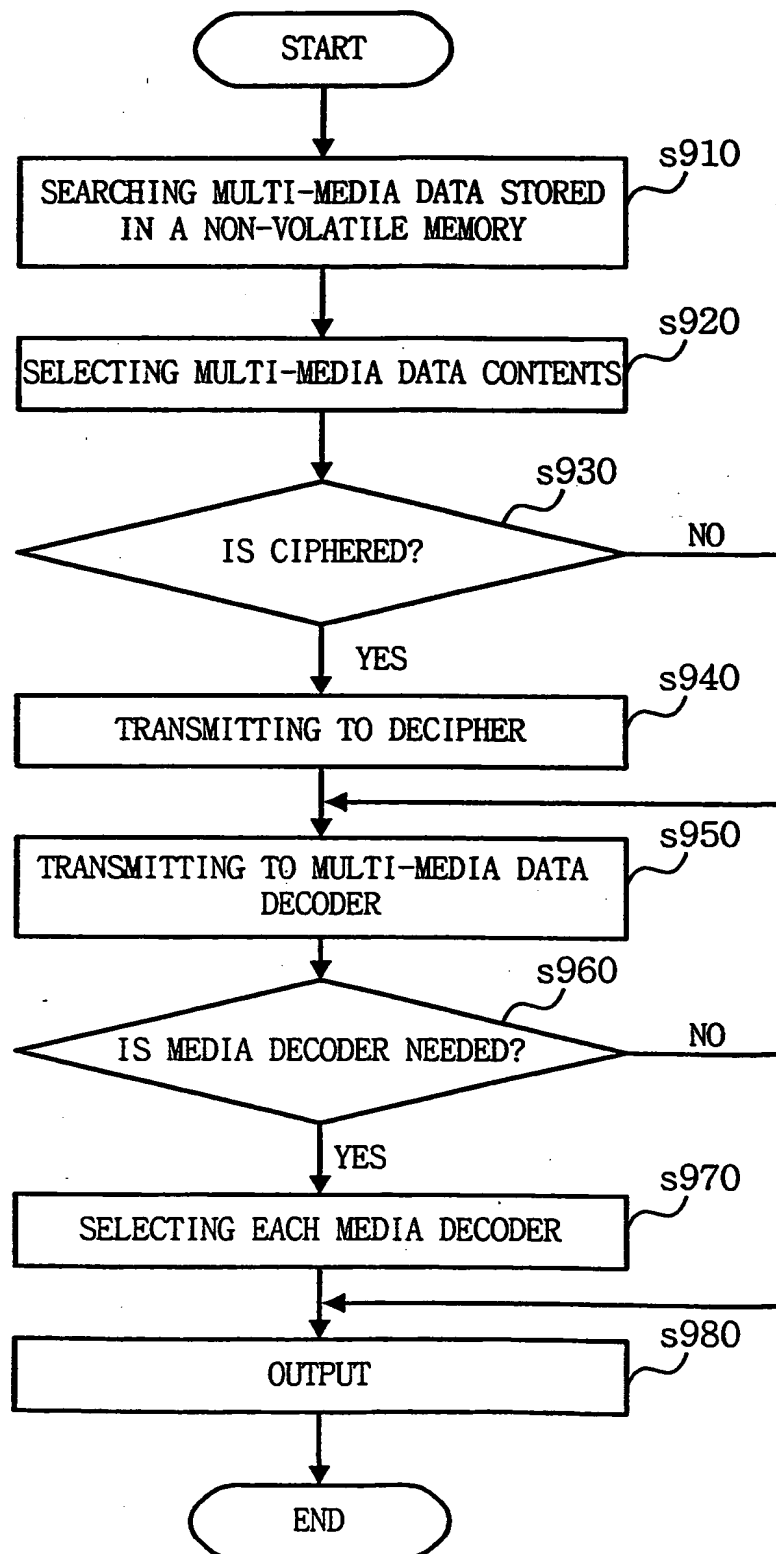 START
s910
SEARCHING MULTI-MEDIA DATA STORED
IN A NON-VOLATILE MEMORY
s920
SELECTING MULTI-MEDIA DATA CONTENTS
s930
IS CIPHERED?
NO
YES
s940
TRANSMITTING TO DECIPHER
s950
TRANSMITTING TO MULTI-MEDIA DATA
DECODER
s960
IS MEDIA DECODER NEEDED?
NO
YES
s970
SELECTING EACH MEDIA DECODER
s980
OUTPUT
END